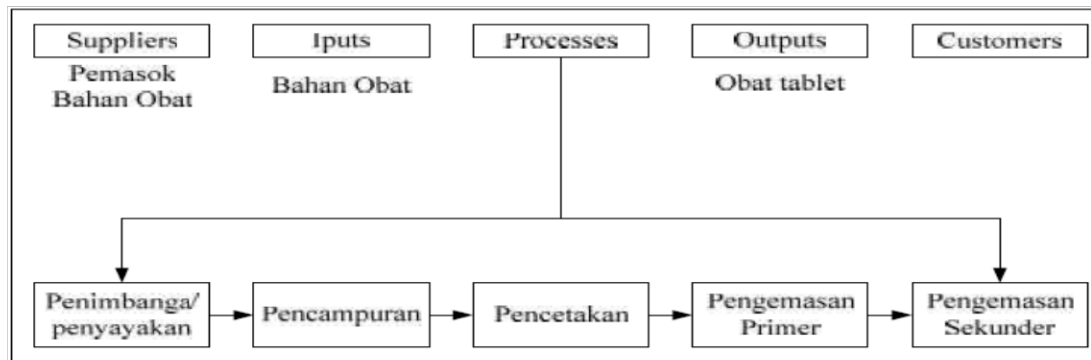 Suppliers
Iputs
Processes
Outputs
Customers
Pemasok
Bahan Obat
Bahan Obat
Obat tablet
Penimbanga/
penyayakan
Pencampuran
Pencetakan
Pengemasan
Primer
Pengemasan
Sekunder